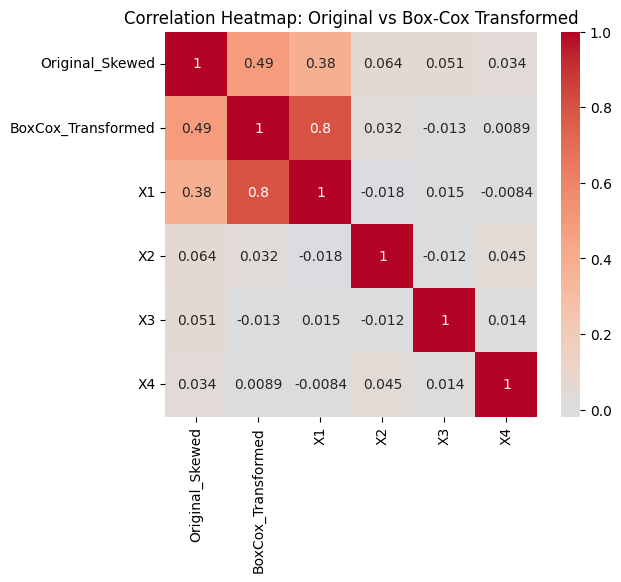 Correlation Heatmap: Original vs Box-Cox Transformed
Original_Skewed 1 0.49 0.38 0.064 0.051 0.034
BoxCox_Transformed 0.49 1 0.8 0.032 -0.013 0.0089
X1 0.38 0.8 1 -0.018 0.015 -0.0084
X2 0.064 0.032 -0.018 1 -0.012 0.045
X3 0.051 -0.013 0.015 -0.012 1 0.014
X4 0.034 0.0089 -0.0084 0.045 0.014 1
Original_Skewed
BoxCox_Transformed
X1
X2
X3
X4
1.0
0.8
0.6
0.4
0.2
0.0